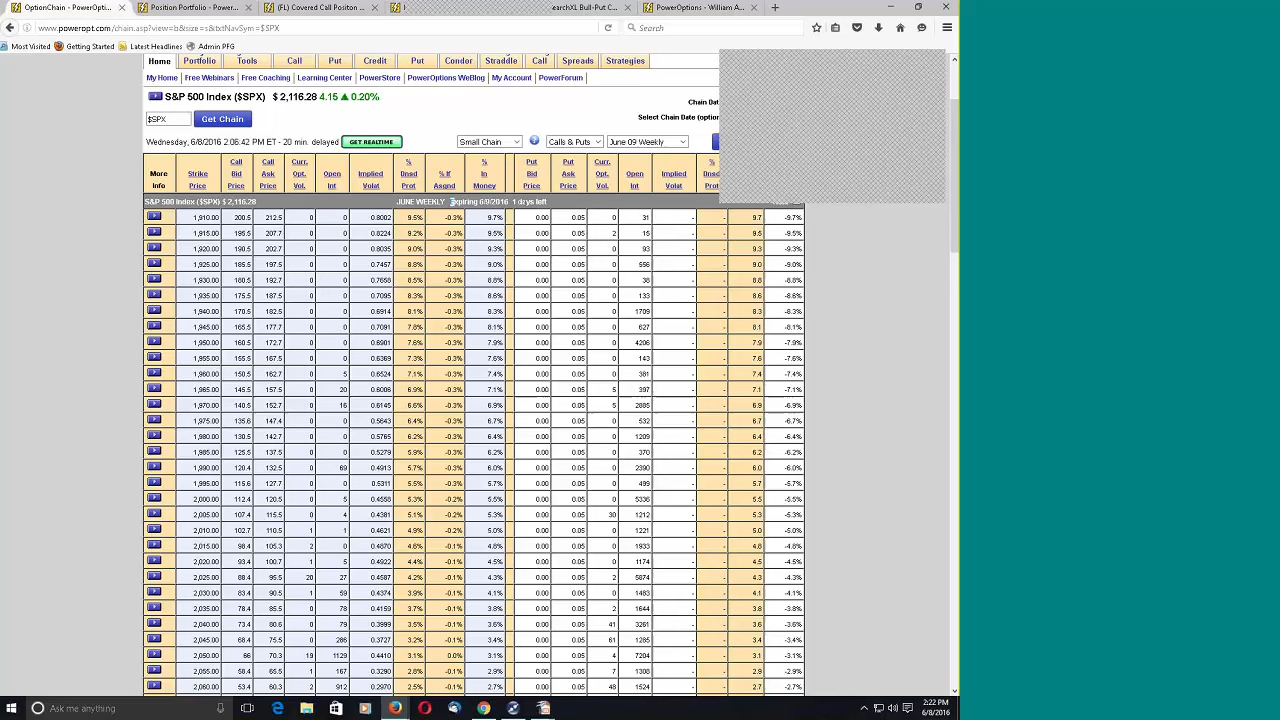 OptionChain - PowerOpti... Position Portfolio - Power... (FL) Covered Call Positon ... earchXL Bull-Put C... PowerOptions - William A...
www.poweropt.com/chain.asp?view=b&size=s&txtNavSym=$SPX Search
Most Visited Getting Started Latest Headlines Admin PFG
Home Portfolio Tools Call Put Credit Put Condor Straddle Call Spreads Strategies
My Home Free Webinars Free Coaching Learning Center PowerStore PowerOptions WeBlog My Account PowerForum
S&P 500 Index ($SPX) $ 2,116.28 4.15 ▲ 0.20%
Chain Dat
$SPX Get Chain Select Chain Date (option
Wednesday, 6/8/2016 2:06:42 PM ET - 20 min. delayed GET REALTIME Small Chain Calls & Puts June 09 Weekly
More Info Strike Price Call Bid Price Call Ask Price Curr. Opt. Vol. Open Int Implied Volat % Dnsd Prot % If Asgnd % In Money Put Bid Price Put Ask Price Curr. Opt. Vol. Open Int Implied Volat % Dnsd Prot
S&P 500 Index ($SPX) $ 2,116.28 JUNE WEEKLY Expiring 6/9/2016 1 days left
1,910.00 200.5 212.5 0 0 0.8002 9.5% -0.3% 9.7% 0.00 0.05 0 31 - - 9.7 -9.7%
1,915.00 195.5 207.7 0 0 0.8224 9.2% -0.3% 9.5% 0.00 0.05 2 15 - - 9.5 -9.5%
1,920.00 190.5 202.7 0 0 0.8035 9.0% -0.3% 9.3% 0.00 0.05 0 93 - - 9.3 -9.3%
1,925.00 185.5 197.5 0 0 0.7457 8.8% -0.3% 9.0% 0.00 0.05 0 556 - - 9.0 -9.0%
1,930.00 180.5 192.7 0 0 0.7658 8.5% -0.3% 8.8% 0.00 0.05 0 38 - - 8.8 -8.8%
1,935.00 175.5 187.5 0 0 0.7095 8.3% -0.3% 8.6% 0.00 0.05 0 133 - - 8.6 -8.6%
1,940.00 170.5 182.5 0 0 0.6914 8.1% -0.3% 8.3% 0.00 0.05 0 1709 - - 8.3 -8.3%
1,945.00 165.5 177.7 0 0 0.7091 7.8% -0.3% 8.1% 0.00 0.05 0 627 - - 8.1 -8.1%
1,950.00 160.5 172.7 0 0 0.6901 7.6% -0.3% 7.9% 0.00 0.05 0 4206 - - 7.9 -7.9%
1,955.00 155.5 167.5 0 0 0.6369 7.3% -0.3% 7.6% 0.00 0.05 0 143 - - 7.6 -7.6%
1,960.00 150.5 162.7 0 5 0.6524 7.1% -0.3% 7.4% 0.00 0.05 0 381 - - 7.4 -7.4%
1,965.00 145.5 157.5 0 20 0.6006 6.9% -0.3% 7.1% 0.00 0.05 5 397 - - 7.1 -7.1%
1,970.00 140.5 152.7 0 16 0.6145 6.6% -0.3% 6.9% 0.00 0.05 5 2885 - - 6.9 -6.9%
1,975.00 135.6 147.4 0 0 0.5643 6.4% -0.3% 6.7% 0.00 0.05 0 532 - - 6.7 -6.7%
1,980.00 130.5 142.7 0 0 0.5765 6.2% -0.3% 6.4% 0.00 0.05 0 1209 - - 6.4 -6.4%
1,985.00 125.5 137.5 0 0 0.5279 5.9% -0.3% 6.2% 0.00 0.05 0 370 - - 6.2 -6.2%
1,990.00 120.4 132.5 0 69 0.4913 5.7% -0.3% 6.0% 0.00 0.05 0 2390 - - 6.0 -6.0%
1,995.00 115.6 127.7 0 0 0.5311 5.5% -0.3% 5.7% 0.00 0.05 0 499 - - 5.7 -5.7%
2,000.00 112.4 120.5 0 5 0.4558 5.3% -0.2% 5.5% 0.00 0.05 0 5336 - - 5.5 -5.5%
2,005.00 107.4 115.5 0 4 0.4381 5.1% -0.2% 5.3% 0.00 0.05 30 1212 - - 5.3 -5.3%
2,010.00 102.7 110.5 1 1 0.4621 4.9% -0.2% 5.0% 0.00 0.05 0 1221 - - 5.0 -5.0%
2,015.00 98.4 105.3 2 0 0.4870 4.6% -0.1% 4.8% 0.00 0.05 0 1933 - - 4.8 -4.8%
2,020.00 93.4 100.7 1 5 0.4922 4.4% -0.1% 4.5% 0.00 0.05 0 1174 - - 4.5 -4.5%
2,025.00 88.4 95.5 20 27 0.4587 4.2% -0.1% 4.3% 0.00 0.05 2 5874 - - 4.3 -4.3%
2,030.00 83.4 90.5 1 59 0.4374 3.9% -0.1% 4.1% 0.00 0.05 0 1483 - - 4.1 -4.1%
2,035.00 78.4 85.5 0 78 0.4159 3.7% -0.1% 3.8% 0.00 0.05 2 1644 - - 3.8 -3.8%
2,040.00 73.4 80.6 0 79 0.3999 3.5% -0.1% 3.6% 0.00 0.05 41 3261 - - 3.6 -3.6%
2,045.00 68.4 75.5 0 286 0.3727 3.2% -0.1% 3.4% 0.00 0.05 61 1285 - - 3.4 -3.4%
2,050.00 66 70.3 19 1129 0.4410 3.1% 0.0% 3.1% 0.00 0.05 4 7204 - - 3.1 -3.1%
2,055.00 58.4 65.5 1 167 0.3290 2.8% -0.1% 2.9% 0.00 0.05 7 1308 - - 2.9 -2.9%
2,060.00 53.4 60.3 2 912 0.2970 2.5% -0.1% 2.7% 0.00 0.05 48 1524 - - 2.7 -2.7%
Ask me anything 2:22 PM
6/8/2016